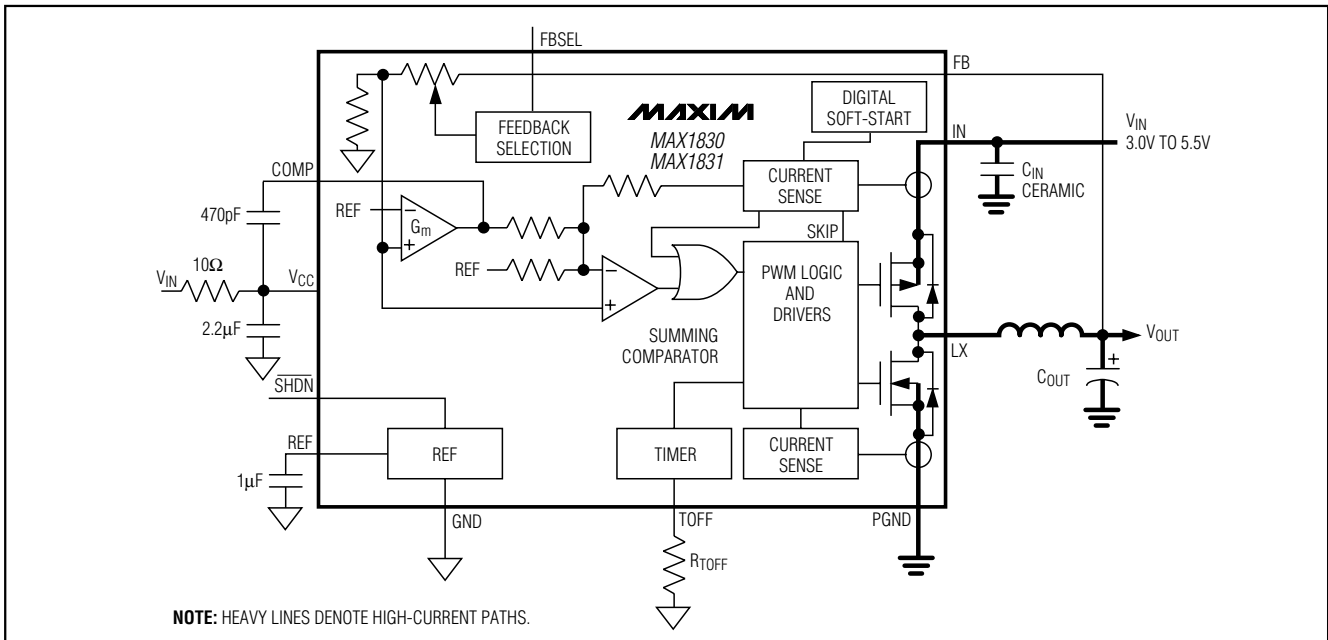 FBSEL
FB
DIGITAL
SOFT-START
MAXIM
MAX1830
MAX1831
FEEDBACK
SELECTION
IN
VIN
3.0V TO 5.5V
CIN
CERAMIC
COMP
CURRENT
SENSE
470pF
REF
Gm
SKIP
REF
PWM LOGIC
AND
DRIVERS
VIN
10Ω
VCC
2.2µF
SUMMING
COMPARATOR
LX
VOUT
COUT
SHDN
REF
REF
TIMER
CURRENT
SENSE
1µF
GND
TOFF
PGND
RTOFF
NOTE: HEAVY LINES DENOTE HIGH-CURRENT PATHS.